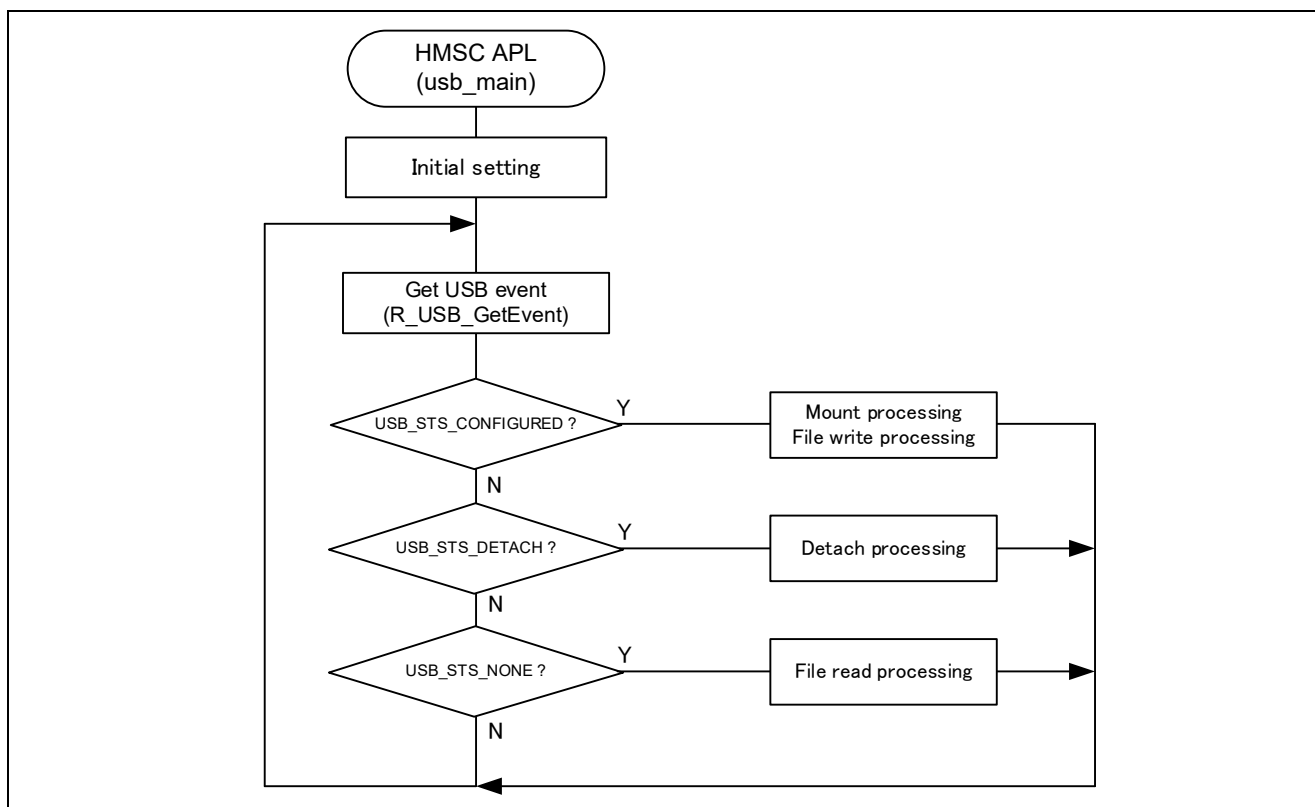 HMSC APL
(usb_main)
Initial setting
Get USB event
(R_USB_GetEvent)
USB_STS_CONFIGURED ?
Y
Mount processing
File write processing
N
USB_STS_DETACH ?
Y
Detach processing
N
USB_STS_NONE ?
Y
File read processing
N